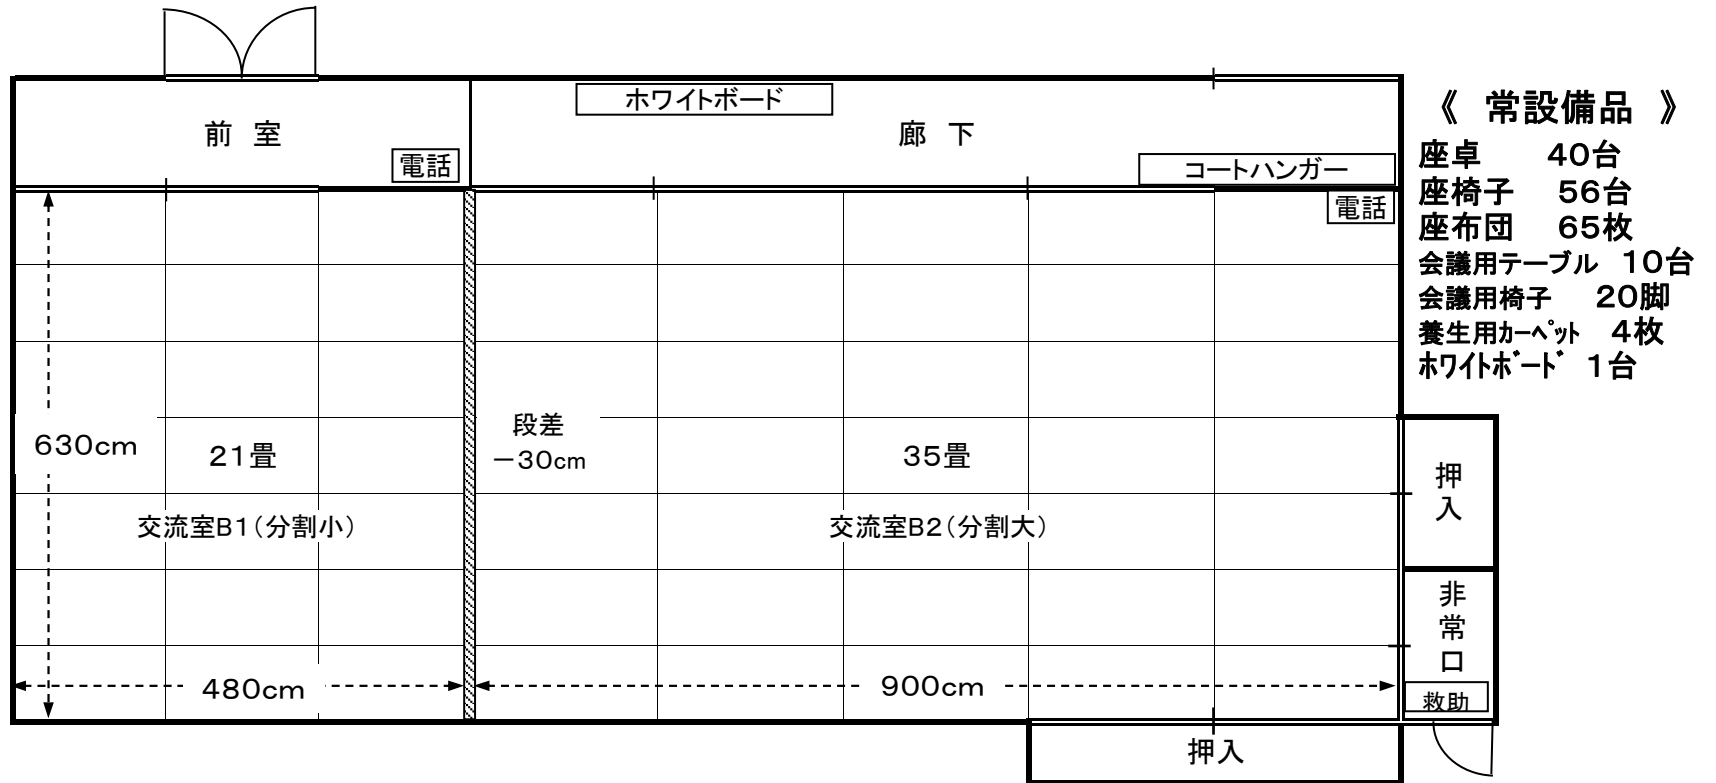 ホワイトボード
前 室
廊 下
電話
コートハンガー
電話
《 常設備品 》
座卓 40台
座椅子 56台
座布団 65枚
会議用テーブル 10台
会議用椅子 20脚
養生用カーペット 4枚
ホワイトボード 1台
630cm
21畳
段差
-30cm
35畳
交流室B1(分割小)
交流室B2(分割大)
押入
非常口
480cm
900cm
救助
押入